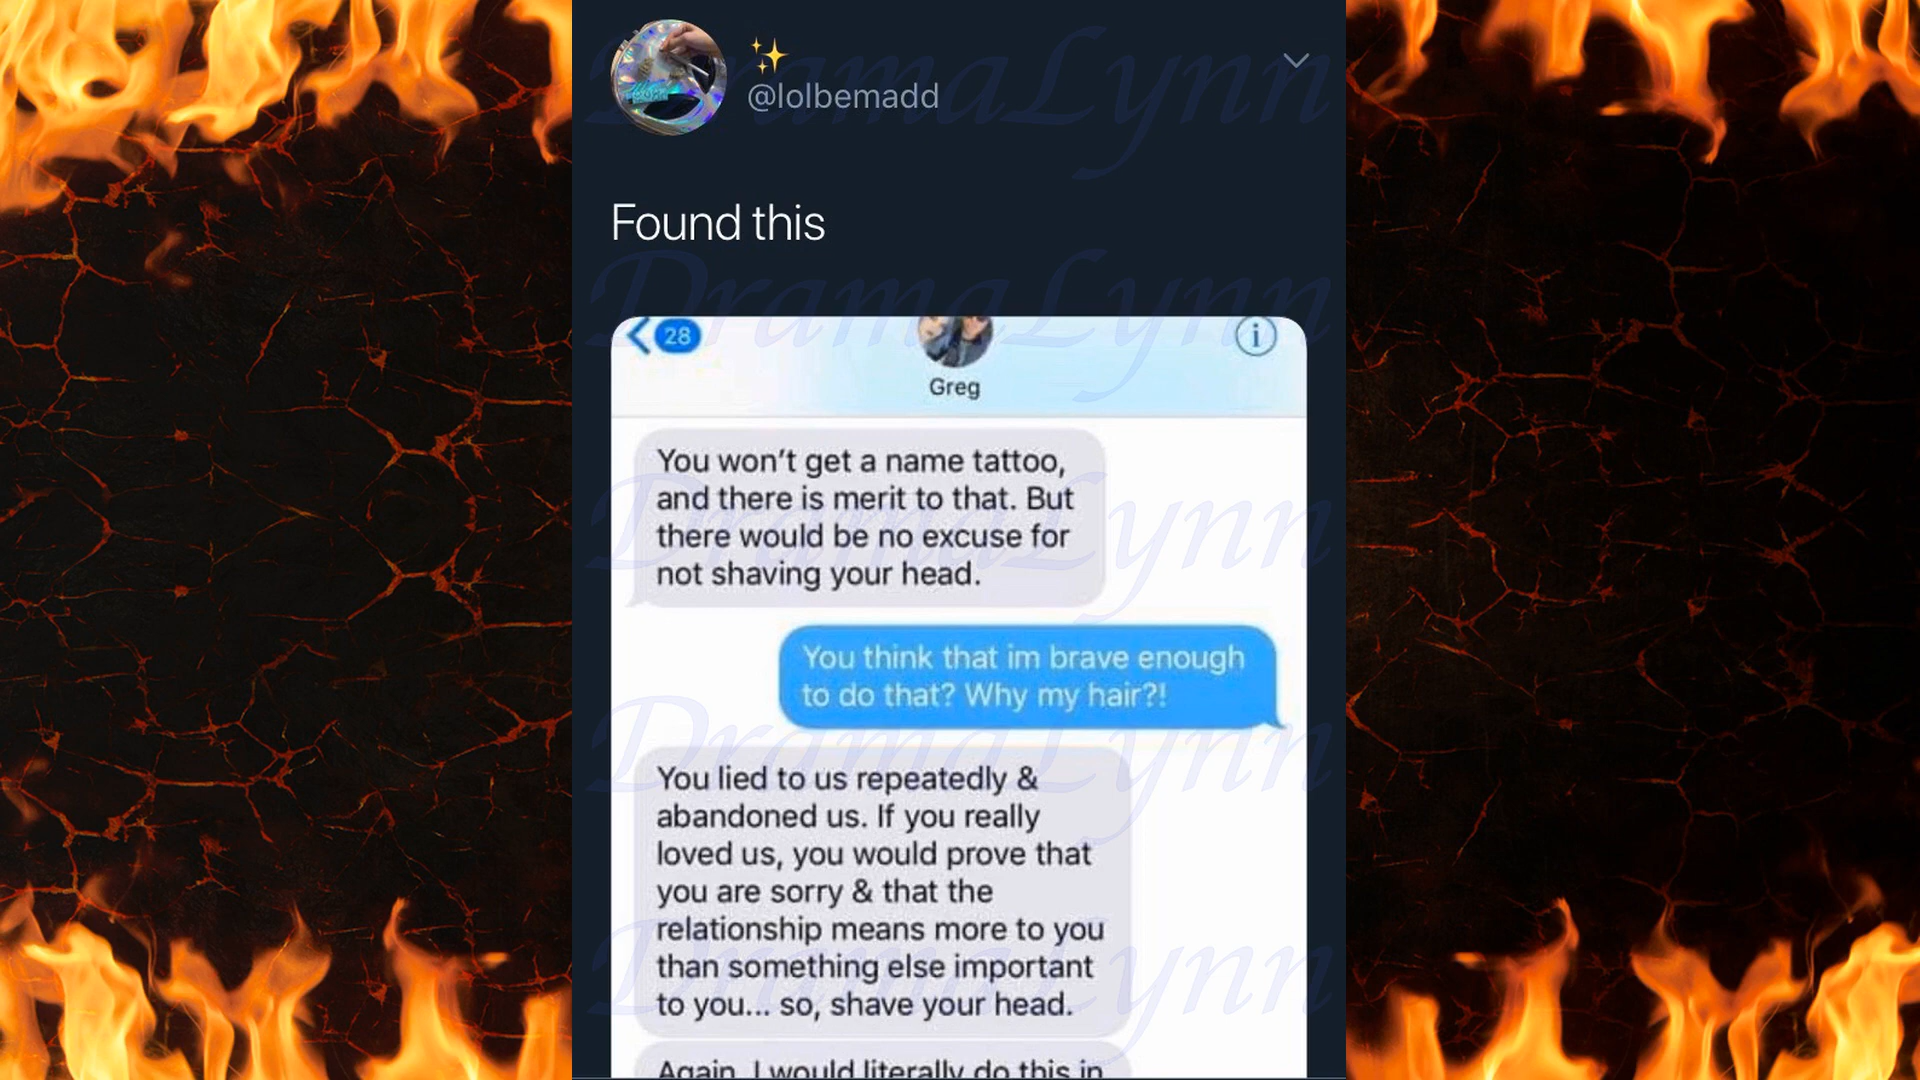 ✨
@lolbemadd
Found this
28
Greg
You won't get a name tattoo,
and there is merit to that. But
there would be no excuse for
not shaving your head.
You think that im brave enough
to do that? Why my hair?!
You lied to us repeatedly &
abandoned us. If you really
loved us, you would prove that
you are sorry & that the
relationship means more to you
than something else important
to you... so, shave your head.
Again, I would literally do this in
DramaLynn
DramaLynn
DramaLynn
DramaLynn
DramaLynn